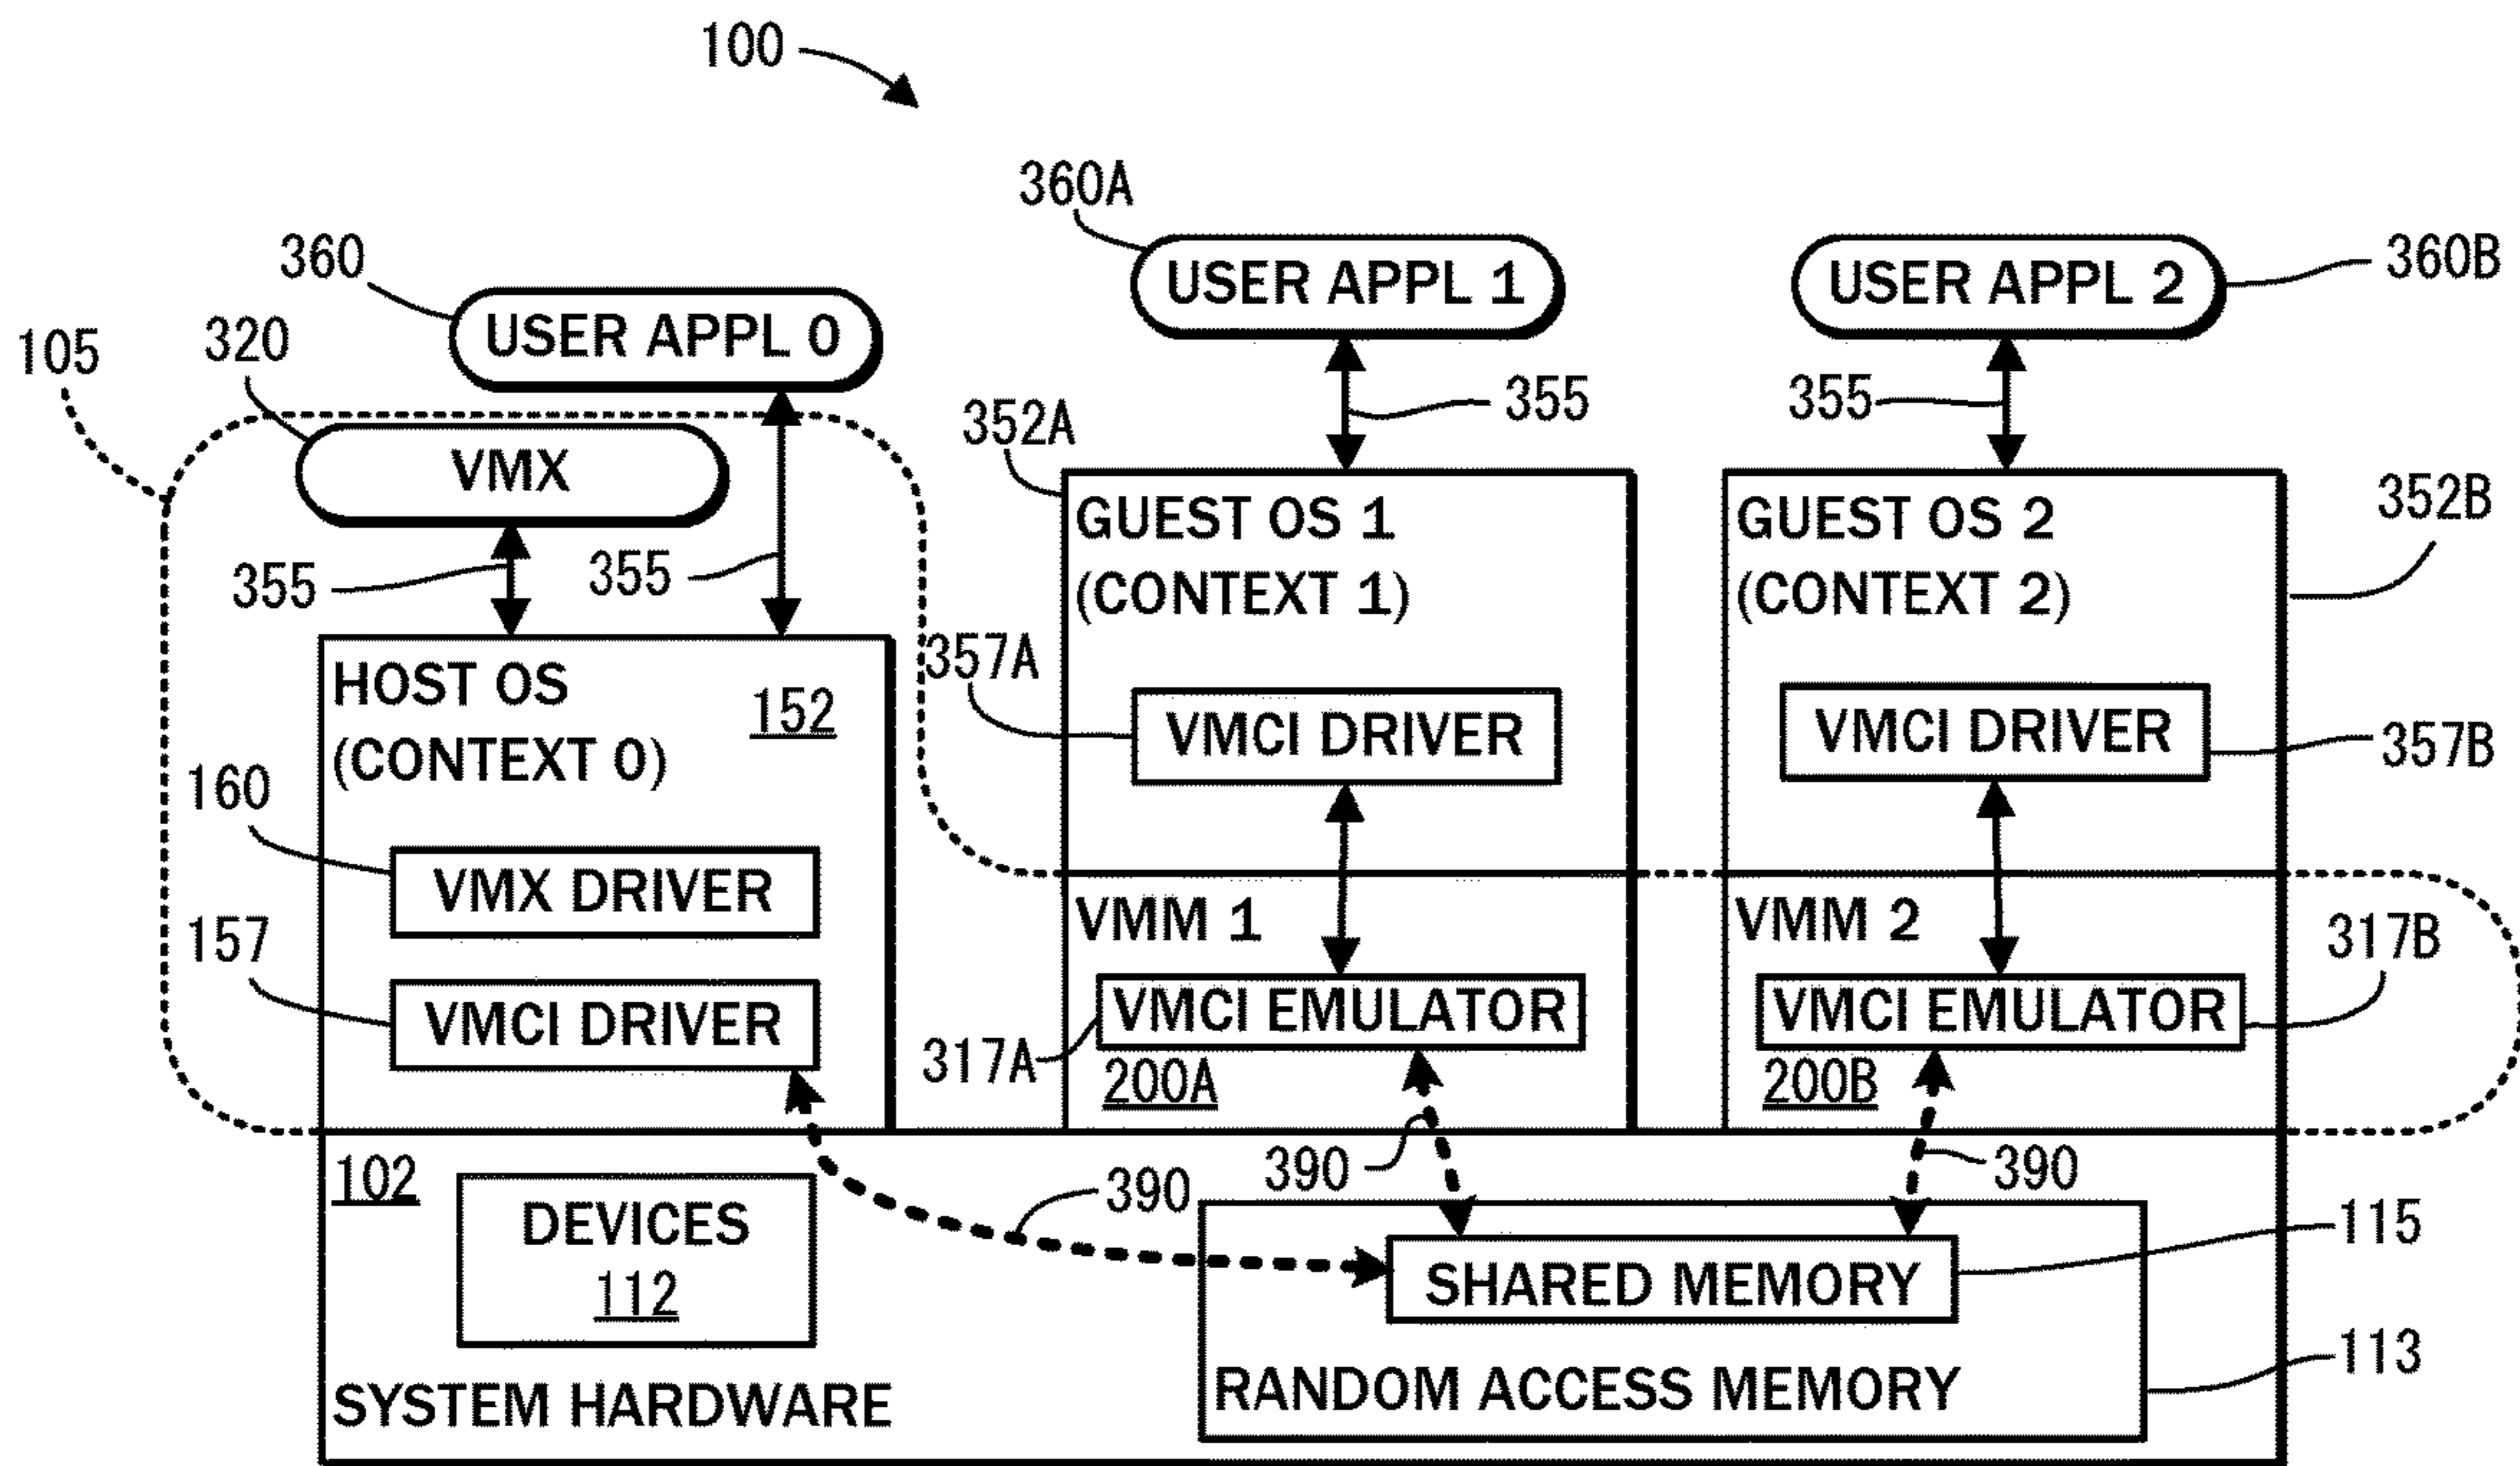 100
360A
360
USER APPL 1
USER APPL 2
360B
105
320
USER APPL 0
352A
355
355
VMX
GUEST OS 1
(CONTEXT 1)
GUEST OS 2
(CONTEXT 2)
352B
355
355
HOST OS
(CONTEXT 0)
152
357A
VMCI DRIVER
VMCI DRIVER
357B
160
VMX DRIVER
VMM 1
VMM 2
157
317B
VMCI DRIVER
VMCI EMULATOR
VMCI EMULATOR
317A
200A
200B
102
390
390
390
DEVICES
112
115
SHARED MEMORY
113
SYSTEM HARDWARE
RANDOM ACCESS MEMORY